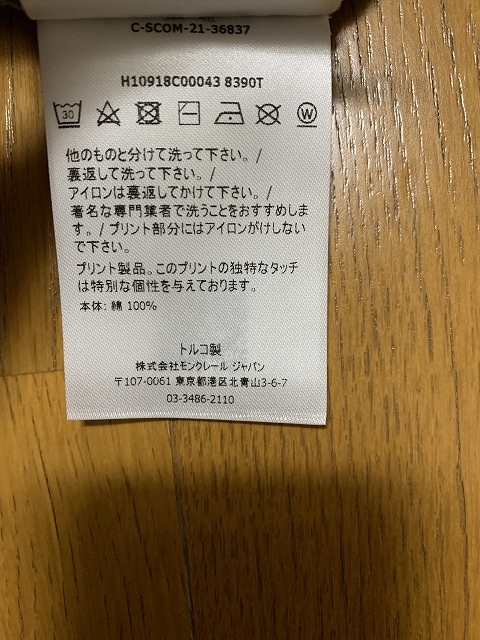 C-SCOM-21-36837
H10918C00043 8390T
30
W
他のものと分けて洗って下さい。/
裏返して洗って下さい。/
アイロンは裏返してかけて下さい。/
著名な専門業者で洗うことをおすすめしま
す。/ プリント部分にはアイロンがけしない
で下さい。
プリント製品。このプリントの独特なタッチ
は特別な個性を与えております。
本体: 綿 100%
トルコ製
株式会社モンクレール ジャパン
〒107-0061 東京都港区北青山3-6-7
03-3486-2110